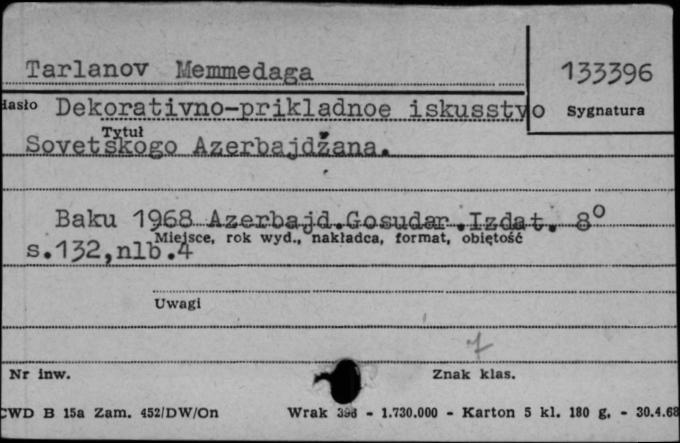 Tarlanov Memmedaga
133396
Hasło Dekorativno-prikladnoe iskusstvo
Sygnatura
Tytuł
Sovetskogo Azerbajdžana.
Baku 1968 Azerbajd.Gosudar.Izdat. 8°
Miejsce, rok wyd., nakładca, format, objętość
s.132,nlb.4
Uwagi
7
Nr inw.
Znak klas.
CWD B 15a Zam. 452/DW/On Wrak 398 - 1.730.000 - Karton 5 kl. 180 g. - 30.4.68